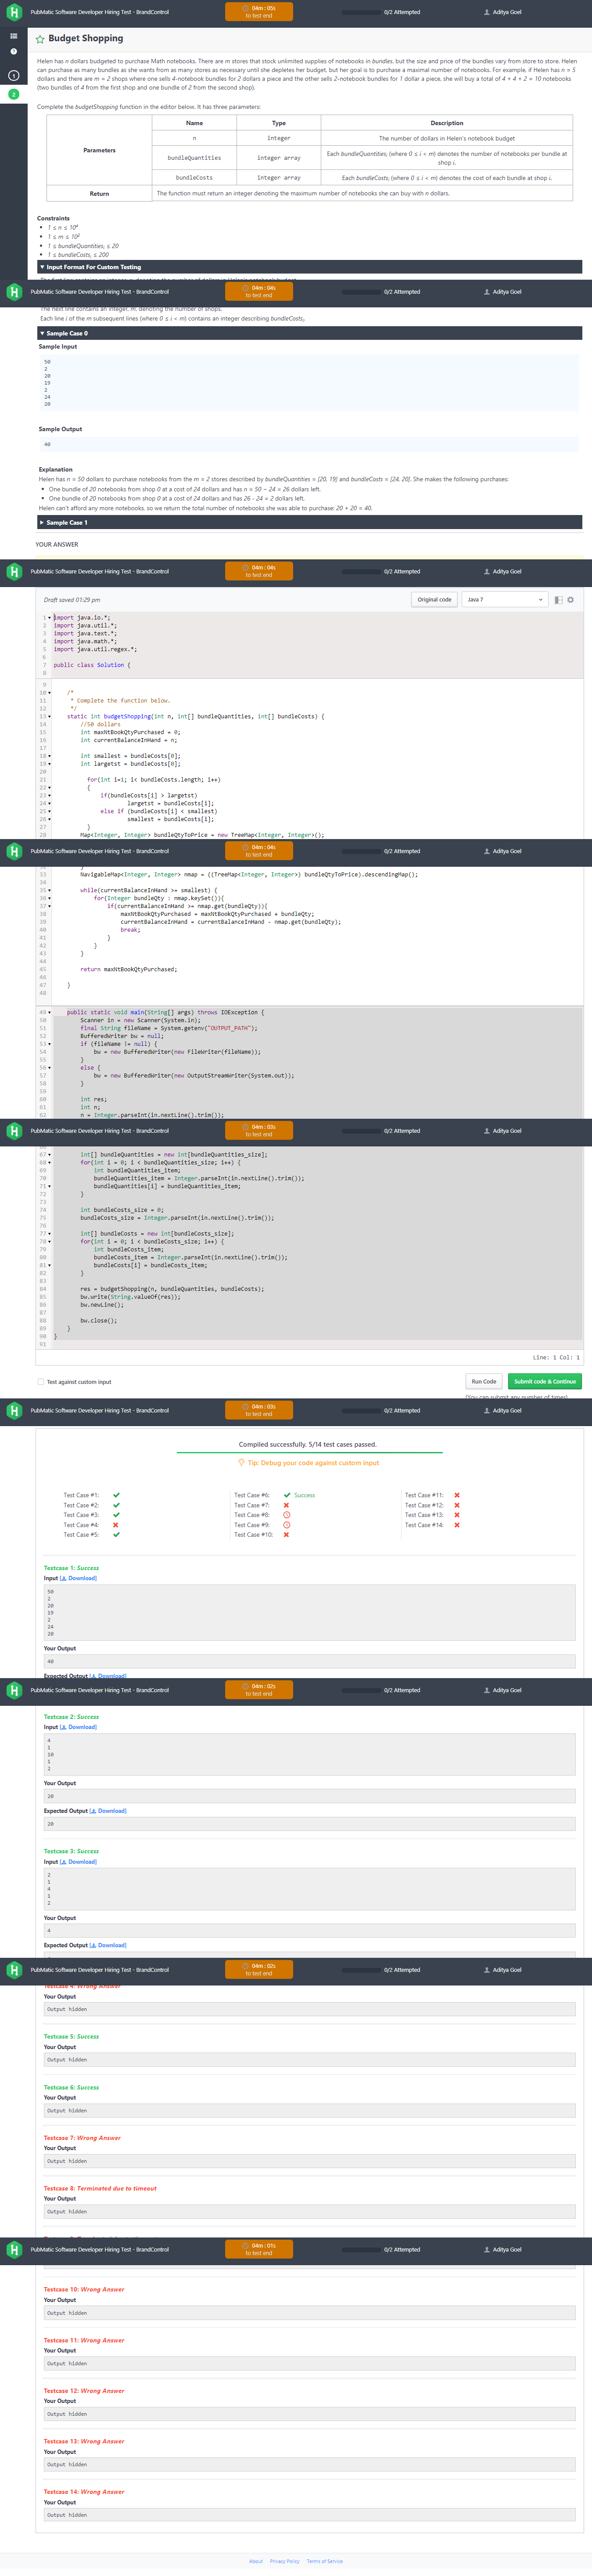 PubMatic Software Developer Hiring Test - BrandControl
04m : 05s
to test end
0/2 Attempted
Aditya Goel
Budget Shopping
1
2
Helen has n dollars budgeted to purchase Math notebooks. There are m stores that stock unlimited supplies of notebooks in bundles, but the size and price of the bundles vary from store to store. Helen
can purchase as many bundles as she wants from as many stores as necessary until she depletes her budget, but her goal is to purchase a maximal number of notebooks. For example, if Helen has n = 5
dollars and there are m = 2 shops where one sells 4-notebook bundles for 2 dollars a piece and the other sells 2-notebook bundles for 1 dollar a piece, she will buy a total of 4 + 4 + 2 = 10 notebooks
(two bundles of 4 from the first shop and one bundle of 2 from the second shop).
Complete the budgetShopping function in the editor below. It has three parameters:
Name Type Description
n integer The number of dollars in Helen's notebook budget
Parameters
bundleQuantities integer array Each bundleQuantitiesi (where 0 ≤ i < m) denotes the number of notebooks per bundle at
shop i.
bundleCosts integer array Each bundleCostsi (where 0 ≤ i < m) denotes the cost of each bundle at shop i.
Return The function must return an integer denoting the maximum number of notebooks she can buy with n dollars.
Constraints
• 1 ≤ n ≤ 10⁴
• 1 ≤ m ≤ 10²
• 1 ≤ bundleQuantitiesi ≤ 20
• 1 ≤ bundleCostsi ≤ 200
▼ Input Format For Custom Testing
PubMatic Software Developer Hiring Test - BrandControl
04m : 04s
to test end
0/2 Attempted
Aditya Goel
The next line contains an integer, m, denoting the number of shops.
Each line i of the m subsequent lines (where 0 ≤ i < m) contains an integer describing bundleCostsi.
▼ Sample Case 0
Sample Input
50
2
20
19
2
24
20
Sample Output
40
Explanation
Helen has n = 50 dollars to purchase notebooks from the m = 2 stores described by bundleQuantities = [20, 19] and bundleCosts = [24, 20]. She makes the following purchases:
• One bundle of 20 notebooks from shop 0 at a cost of 24 dollars and has n = 50 − 24 = 26 dollars left.
• One bundle of 20 notebooks from shop 0 at a cost of 24 dollars and has 26 - 24 = 2 dollars left.
Helen can't afford any more notebooks, so we return the total number of notebooks she was able to purchase: 20 + 20 = 40.
▶ Sample Case 1
YOUR ANSWER
PubMatic Software Developer Hiring Test - BrandControl
04m : 04s
to test end
0/2 Attempted
Aditya Goel
Draft saved 01:29 pm
Original code
Java 7
1 import java.io.*;
2 import java.util.*;
3 import java.text.*;
4 import java.math.*;
5 import java.util.regex.*;
6
7 public class Solution {
8
9
10 /*
11 * Complete the function below.
12 */
13 static int budgetShopping(int n, int[] bundleQuantities, int[] bundleCosts) {
14 //50 dollars
15 int maxNtBookQtyPurchased = 0;
16 int currentBalanceInHand = n;
17
18 int smallest = bundleCosts[0];
19 int largetst = bundleCosts[0];
20
21 for(int i=1; i< bundleCosts.length; i++)
22 {
23 if(bundleCosts[i] > largetst)
24 largetst = bundleCosts[i];
25 else if (bundleCosts[i] < smallest)
26 smallest = bundleCosts[i];
27 }
28 Map<Integer, Integer> bundleQtyToPrice = new TreeMap<Integer, Integer>();
PubMatic Software Developer Hiring Test - BrandControl
04m : 04s
to test end
0/2 Attempted
Aditya Goel
33 NavigableMap<Integer, Integer> nmap = ((TreeMap<Integer, Integer>) bundleQtyToPrice).descendingMap();
34
35 while(currentBalanceInHand >= smallest) {
36 for(Integer bundleQty : nmap.keySet()){
37 if(currentBalanceInHand >= nmap.get(bundleQty)){
38 maxNtBookQtyPurchased = maxNtBookQtyPurchased + bundleQty;
39 currentBalanceInHand = currentBalanceInHand - nmap.get(bundleQty);
40 break;
41 }
42 }
43 }
44
45 return maxNtBookQtyPurchased;
46
47 }
48
49 public static void main(String[] args) throws IOException {
50 Scanner in = new Scanner(System.in);
51 final String fileName = System.getenv("OUTPUT_PATH");
52 BufferedWriter bw = null;
53 if (fileName != null) {
54 bw = new BufferedWriter(new FileWriter(fileName));
55 }
56 else {
57 bw = new BufferedWriter(new OutputStreamWriter(System.out));
58 }
59
60 int res;
61 int n;
62 n = Integer.parseInt(in.nextLine().trim());
PubMatic Software Developer Hiring Test - BrandControl
04m : 03s
to test end
0/2 Attempted
Aditya Goel
67 int[] bundleQuantities = new int[bundleQuantities_size];
68 for(int i = 0; i < bundleQuantities_size; i++) {
69 int bundleQuantities_item;
70 bundleQuantities_item = Integer.parseInt(in.nextLine().trim());
71 bundleQuantities[i] = bundleQuantities_item;
72 }
73
74 int bundleCosts_size = 0;
75 bundleCosts_size = Integer.parseInt(in.nextLine().trim());
76
77 int[] bundleCosts = new int[bundleCosts_size];
78 for(int i = 0; i < bundleCosts_size; i++) {
79 int bundleCosts_item;
80 bundleCosts_item = Integer.parseInt(in.nextLine().trim());
81 bundleCosts[i] = bundleCosts_item;
82 }
83
84 res = budgetShopping(n, bundleQuantities, bundleCosts);
85 bw.write(String.valueOf(res));
86 bw.newLine();
87
88 bw.close();
89 }
90 }
91
Line: 1 Col: 1
Test against custom input
Run Code
Submit code & Continue
(You can submit any number of times)
PubMatic Software Developer Hiring Test - BrandControl
04m : 03s
to test end
0/2 Attempted
Aditya Goel
Compiled successfully. 5/14 test cases passed.
Tip: Debug your code against custom input
Test Case #1: ✔ Test Case #6: ✔ Success Test Case #11: ✖
Test Case #2: ✔ Test Case #7: ✖ Test Case #12: ✖
Test Case #3: ✔ Test Case #8: Test Case #13: ✖
Test Case #4: ✖ Test Case #9: Test Case #14: ✖
Test Case #5: ✔ Test Case #10: ✖
Testcase 1: Success
Input [Download]
50
2
20
19
2
24
20
Your Output
40
Expected Output [Download]
PubMatic Software Developer Hiring Test - BrandControl
04m : 02s
to test end
0/2 Attempted
Aditya Goel
Testcase 2: Success
Input [Download]
4
1
10
1
2
Your Output
20
Expected Output [Download]
20
Testcase 3: Success
Input [Download]
2
1
4
1
2
Your Output
4
Expected Output [Download]
PubMatic Software Developer Hiring Test - BrandControl
04m : 02s
to test end
0/2 Attempted
Aditya Goel
Testcase 4: Wrong Answer
Your Output
Output hidden
Testcase 5: Success
Your Output
Output hidden
Testcase 6: Success
Your Output
Output hidden
Testcase 7: Wrong Answer
Your Output
Output hidden
Testcase 8: Terminated due to timeout
Your Output
Output hidden
PubMatic Software Developer Hiring Test - BrandControl
04m : 01s
to test end
0/2 Attempted
Aditya Goel
Testcase 10: Wrong Answer
Your Output
Output hidden
Testcase 11: Wrong Answer
Your Output
Output hidden
Testcase 12: Wrong Answer
Your Output
Output hidden
Testcase 13: Wrong Answer
Your Output
Output hidden
Testcase 14: Wrong Answer
Your Output
Output hidden
About Privacy Policy Terms of Service